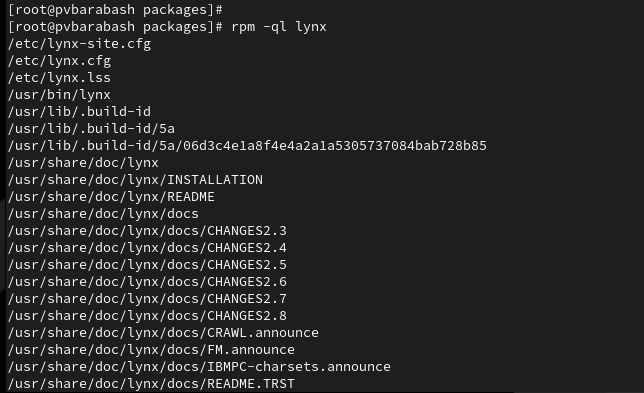 [root@pvbarabash packages]#
[root@pvbarabash packages]# rpm -ql lynx
/etc/lynx-site.cfg
/etc/lynx.cfg
/etc/lynx.lss
/usr/bin/lynx
/usr/lib/.build-id
/usr/lib/.build-id/5a
/usr/lib/.build-id/5a/06d3c4e1a8f4e4a2a1a5305737084bab728b85
/usr/share/doc/lynx
/usr/share/doc/lynx/INSTALLATION
/usr/share/doc/lynx/README
/usr/share/doc/lynx/docs
/usr/share/doc/lynx/docs/CHANGES2.3
/usr/share/doc/lynx/docs/CHANGES2.4
/usr/share/doc/lynx/docs/CHANGES2.5
/usr/share/doc/lynx/docs/CHANGES2.6
/usr/share/doc/lynx/docs/CHANGES2.7
/usr/share/doc/lynx/docs/CHANGES2.8
/usr/share/doc/lynx/docs/CRAWL.announce
/usr/share/doc/lynx/docs/FM.announce
/usr/share/doc/lynx/docs/IBMPC-charsets.announce
/usr/share/doc/lynx/docs/README.TRST